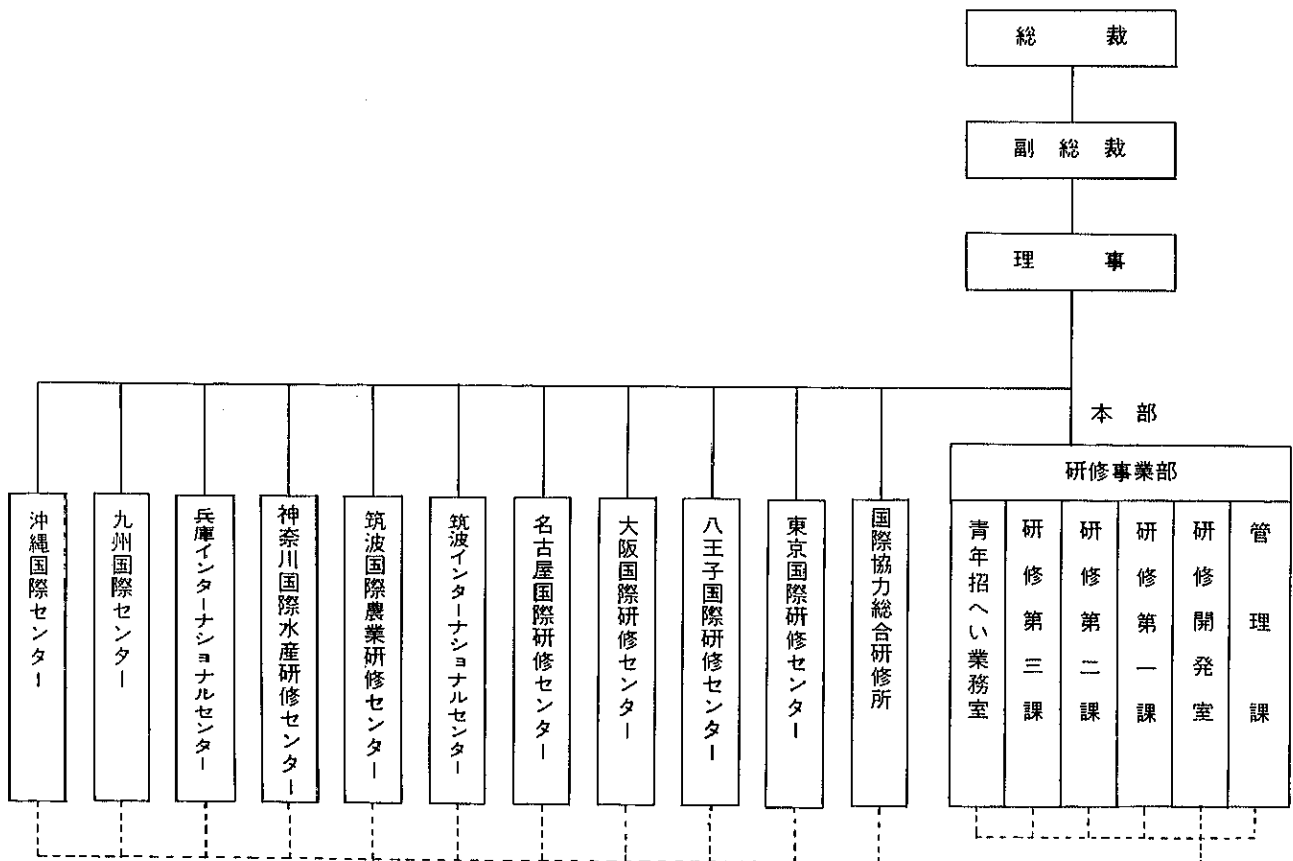 総裁
副総裁
理事
本部
研修事業部
管理課
研修開発室
研修第一課
研修第二課
研修第三課
青年招へい業務室
国際協力総合研修所
東京国際研修センター
八王子国際研修センター
大阪国際研修センター
名古屋国際研修センター
筑波インターナショナルセンター
筑波国際農業研修センター
神奈川国際水産研修センター
兵庫インターナショナルセンター
九州国際センター
沖縄国際センター